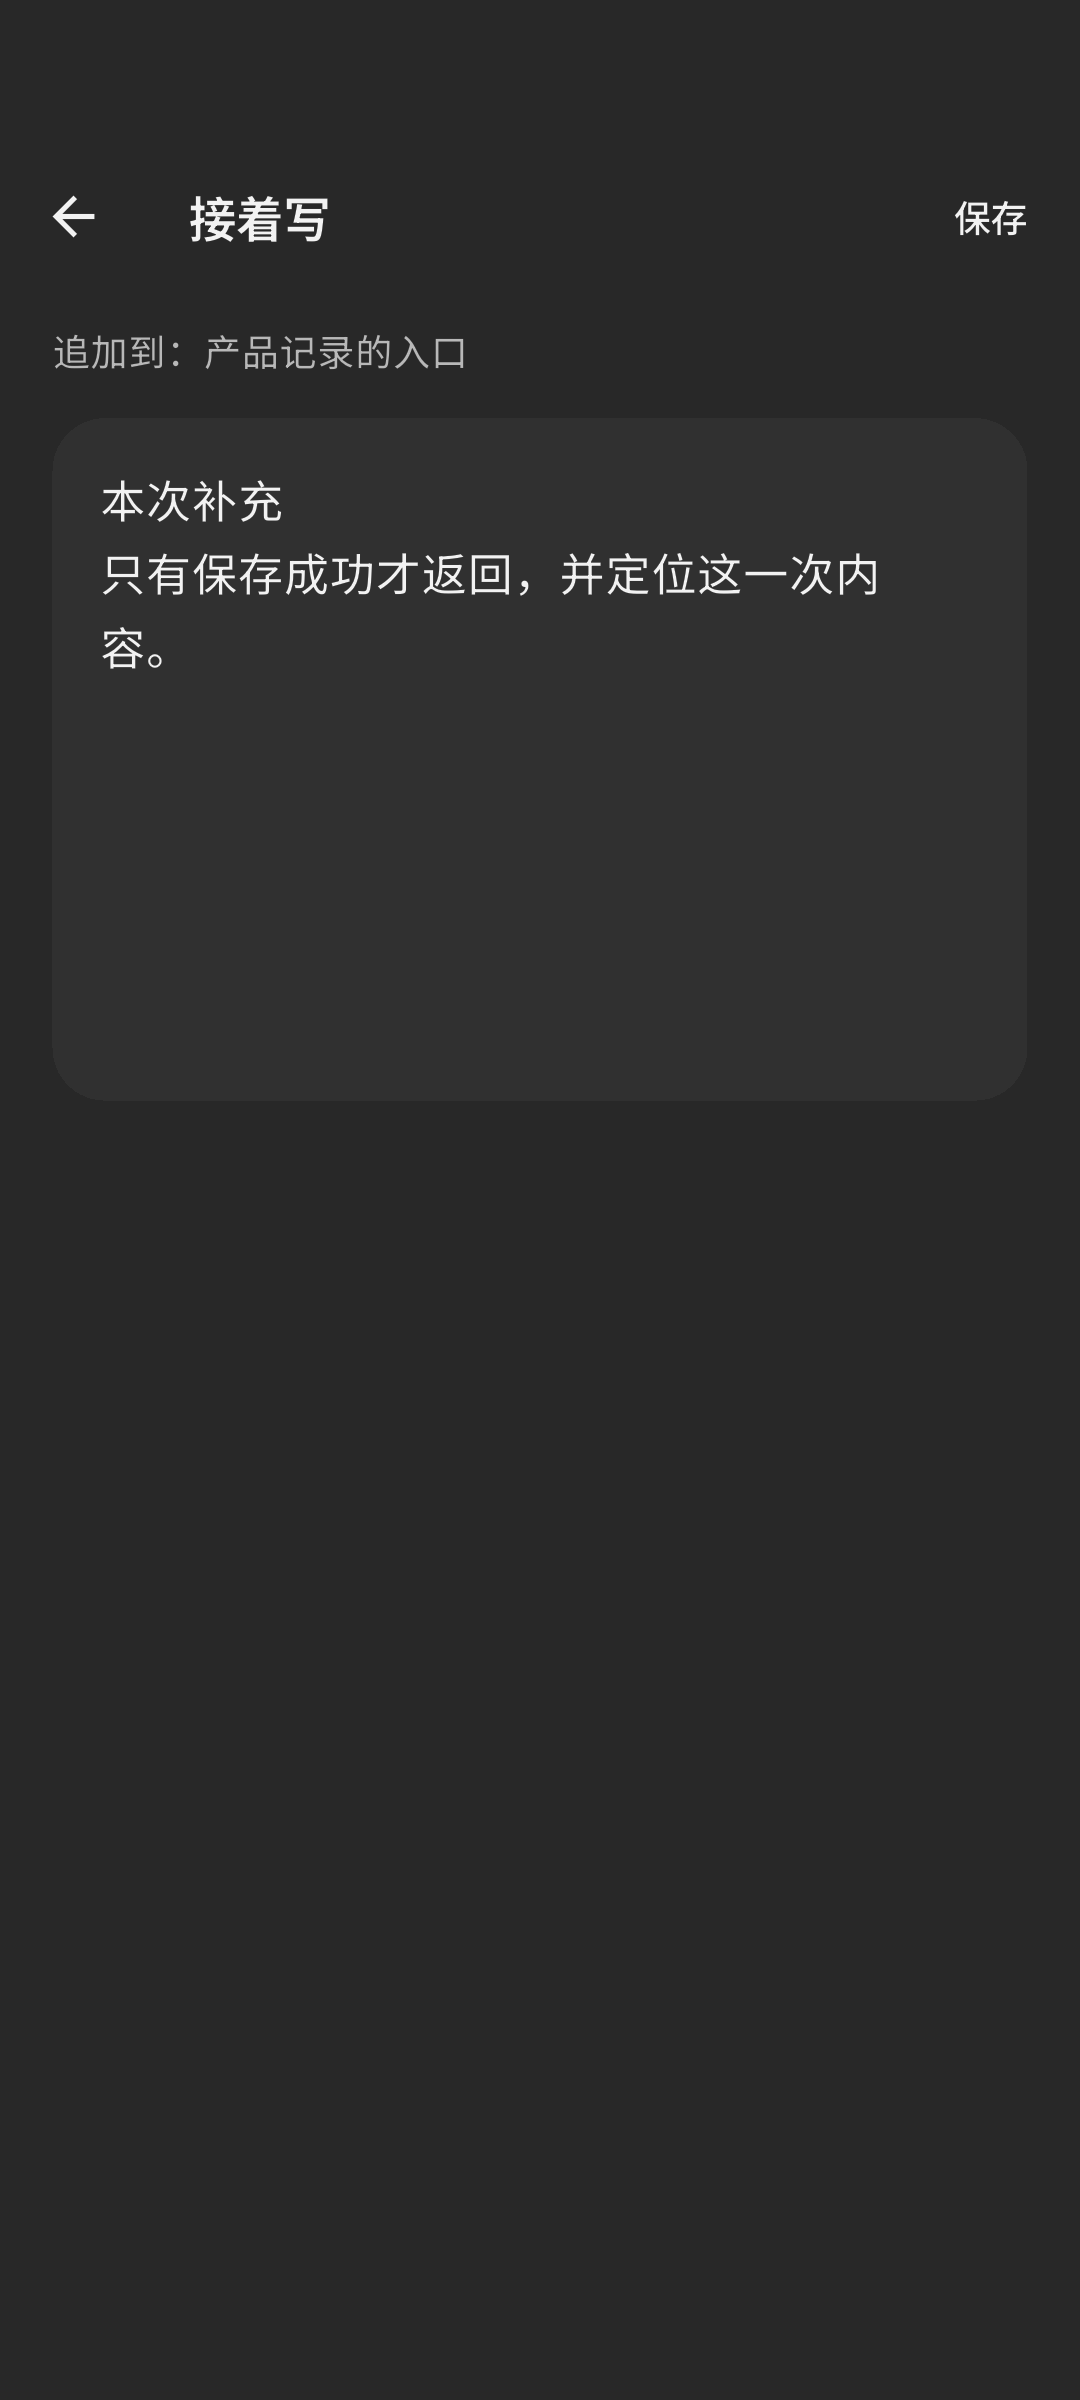 接着写
保存
追加到：产品记录的入口
本次补充
只有保存成功才返回，并定位这一次内
容。